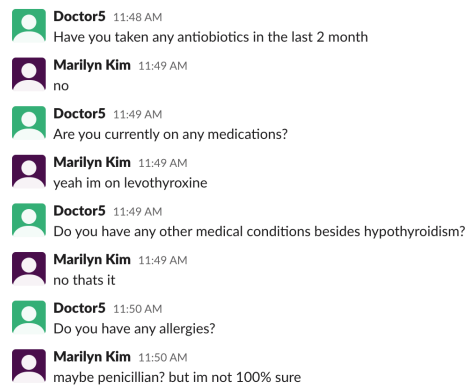 Doctor5 11:48 AM
Have you taken any antiobiotics in the last 2 month
Marilyn Kim 11:49 AM
no
Doctor5 11:49 AM
Are you currently on any medications?
Marilyn Kim 11:49 AM
yeah im on levothyroxine
Doctor5 11:49 AM
Do you have any other medical conditions besides hypothyroidism?
Marilyn Kim 11:49 AM
no thats it
Doctor5 11:50 AM
Do you have any allergies?
Marilyn Kim 11:50 AM
maybe penicillian? but im not 100% sure